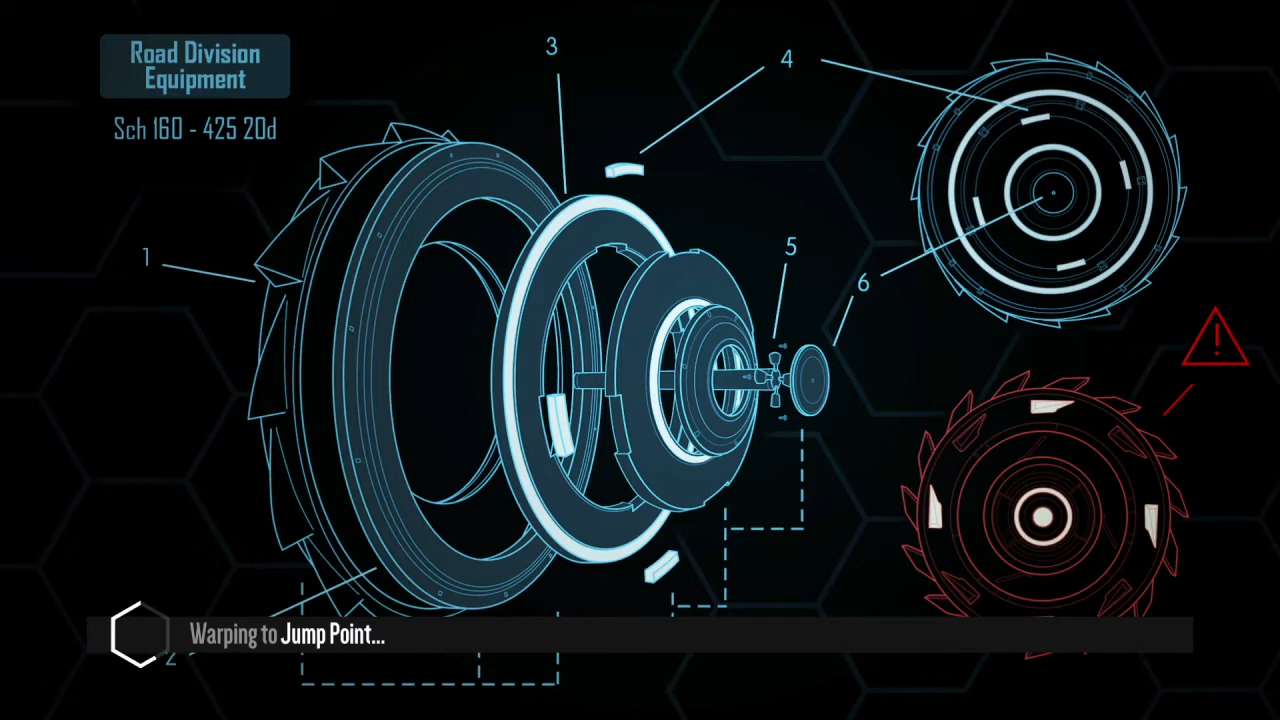 Road Division
Equipment
Sch 160 - 425 20d
3
4
1
5
6
Warping to Jump Point...
2